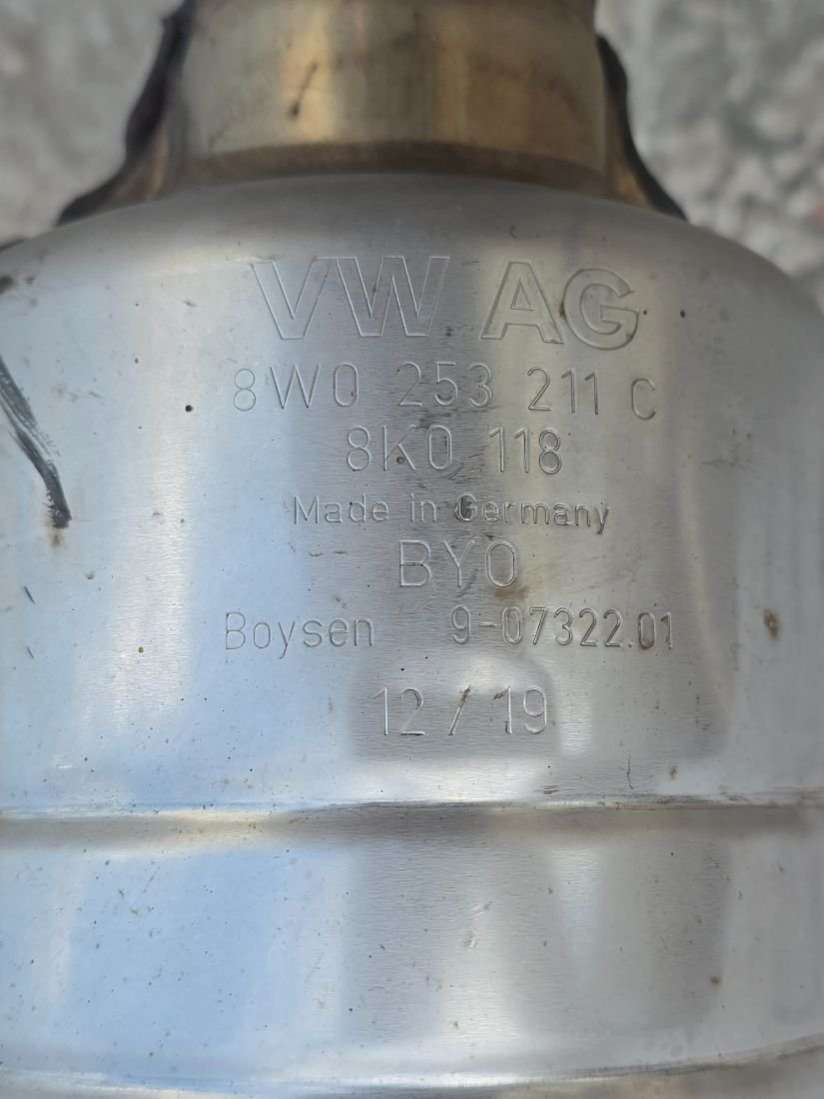 VW AG
8W0 253 211 C
8K0 118
Made in Germany
BYO
Boysen 9-07322.01
12 / 19